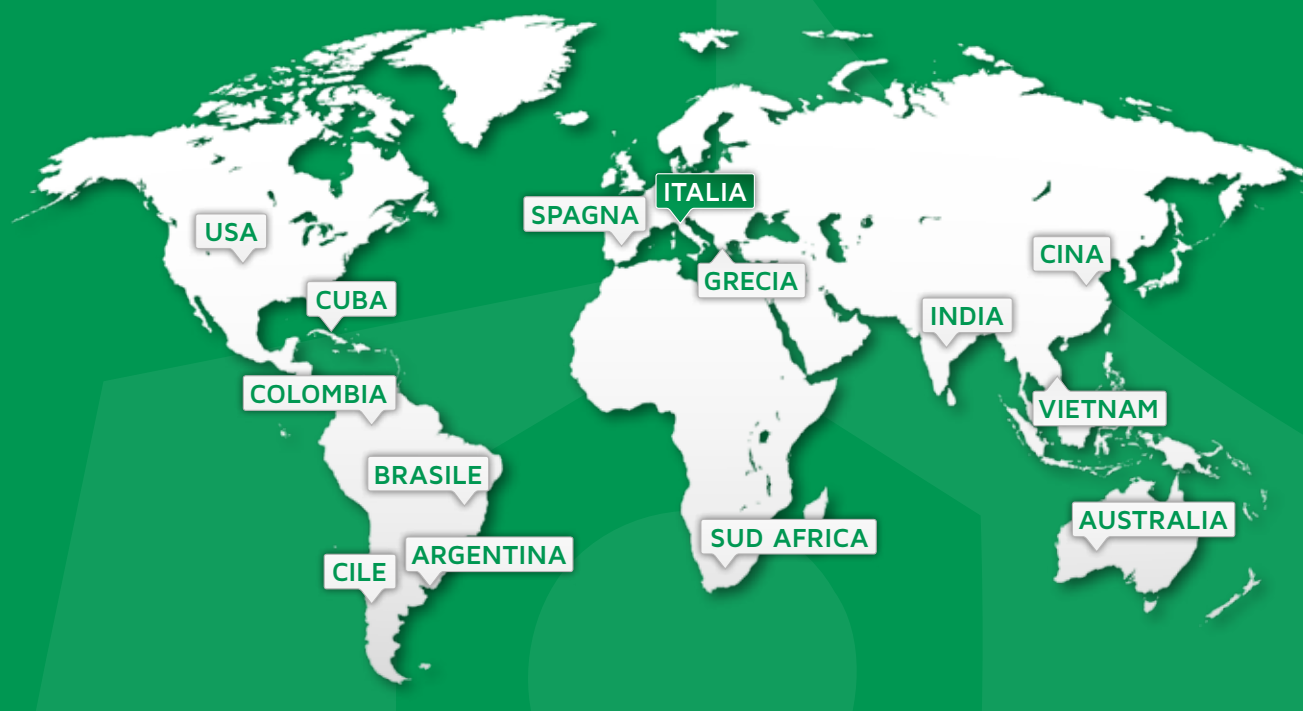 ITALIA
SPAGNA
USA
CINA
GRECIA
CUBA
INDIA
COLOMBIA
VIETNAM
BRASILE
AUSTRALIA
SUD AFRICA
ARGENTINA
CILE